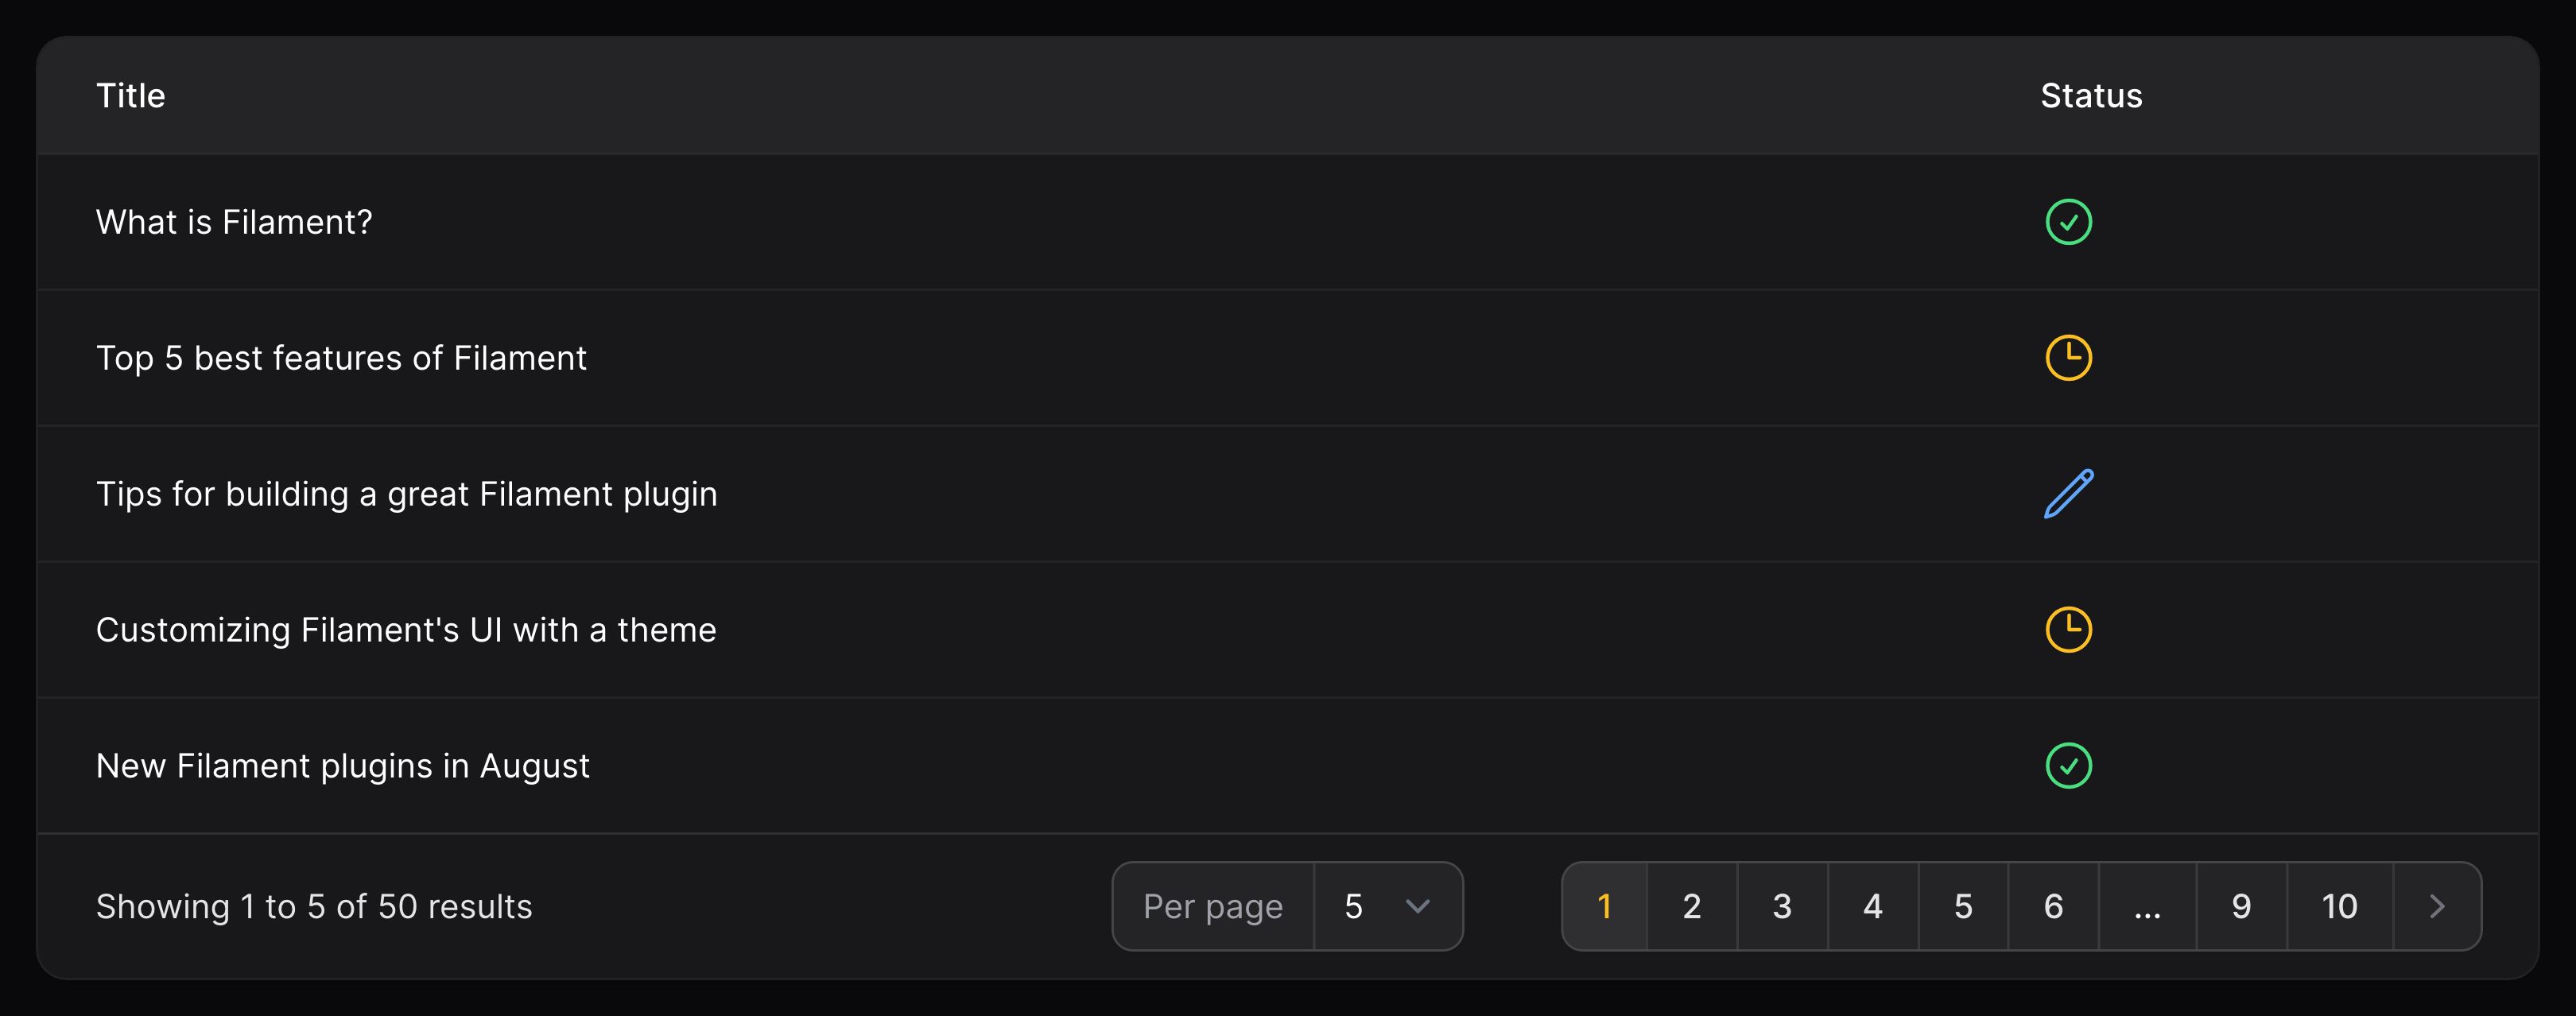 Title Status
What is Filament?
Top 5 best features of Filament
Tips for building a great Filament plugin
Customizing Filament's UI with a theme
New Filament plugins in August
Showing 1 to 5 of 50 results Per page 5 1 2 3 4 5 6 ... 9 10